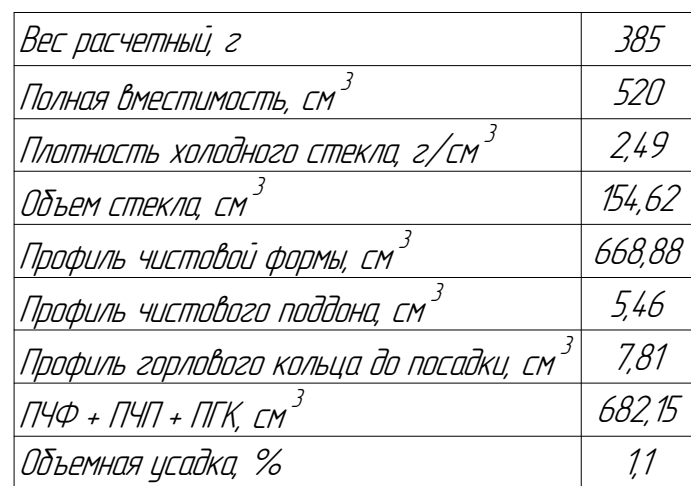 Вес расчетный, г 385
Полная вместимость, см³ 520
Плотность холодного стекла, г/см³ 2,49
Объем стекла, см³ 154,62
Профиль чистовой формы, см³ 668,88
Профиль чистового поддона, см³ 5,46
Профиль горлового кольца до посадки, см³ 7,81
ПЧФ + ПЧП + ПГК, см³ 682,15
Объемная усадка, % 1,1